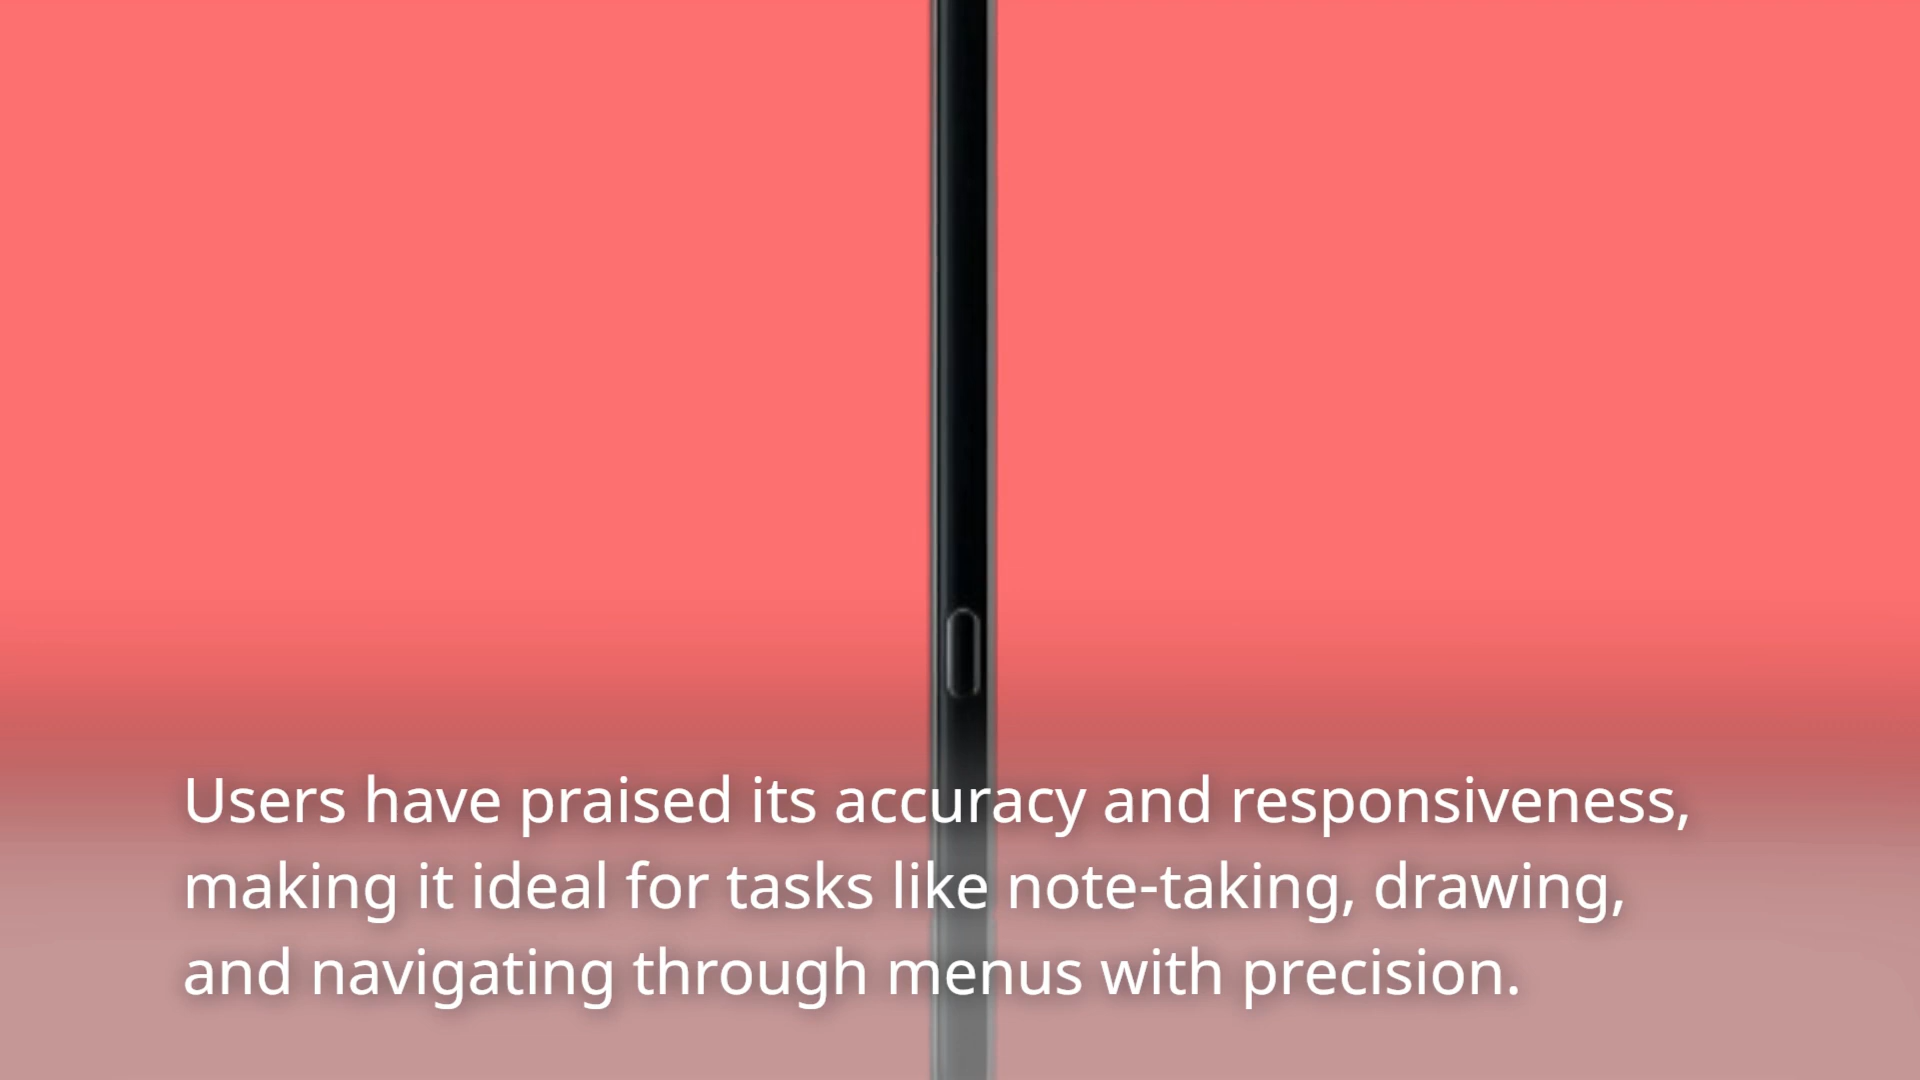 Users have praised its accuracy and responsiveness,
making it ideal for tasks like note-taking, drawing,
and navigating through menus with precision.